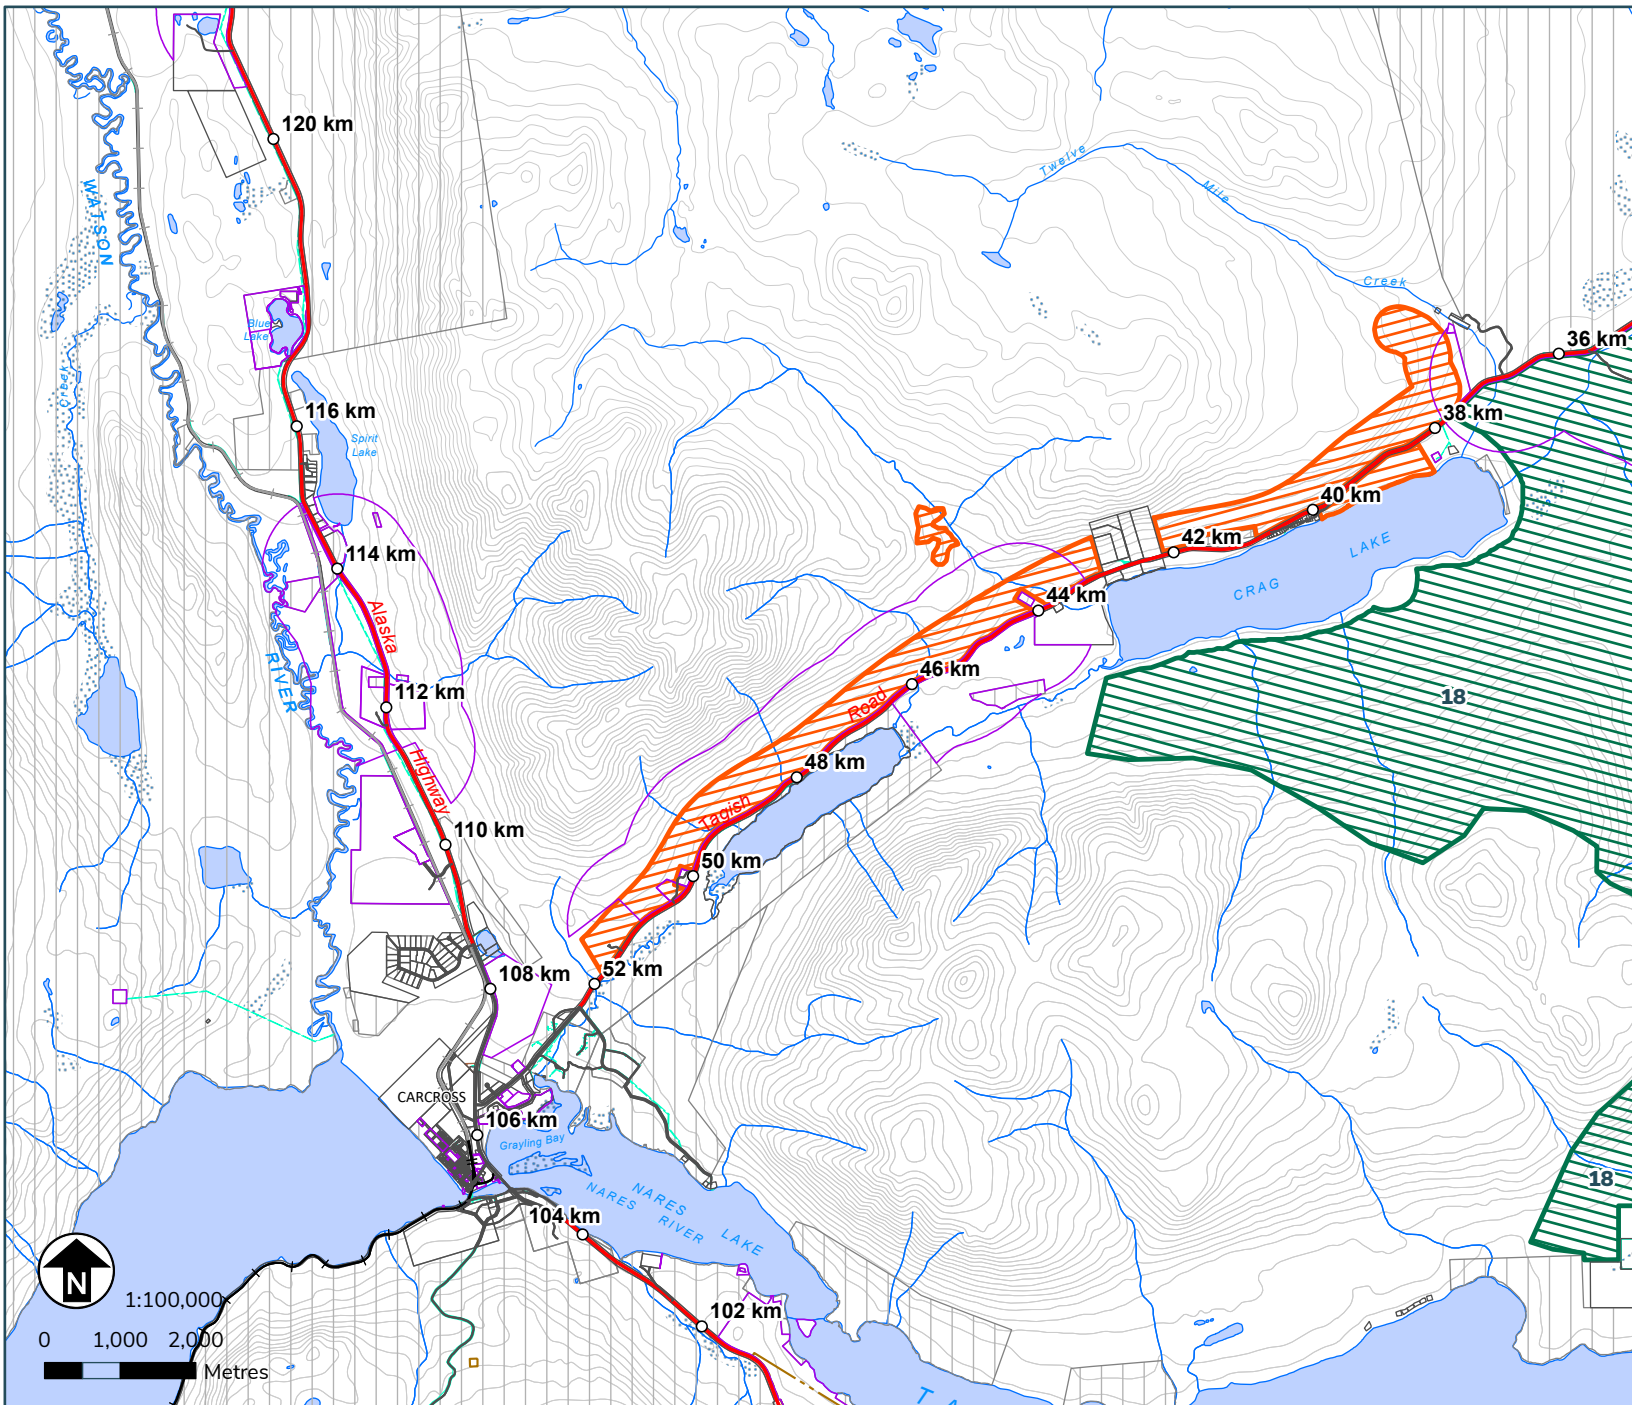 120 km
Twelve
Mile
WATSON
Creek
Blue
Lake
36 km
Creek
116 km
38 km
Spirit
Lake
40 km
42 km
LAKE
114 km
CRAG
44 km
Alaska
RIVER
46 km
112 km
18
Road
Highway
48 km
Tagish
110 km
50 km
108 km
52 km
CARCROSS
106 km
Grayling Bay
18
NARES
LAKE
NARES
RIVER
104 km
N
1:100,000
102 km
0 1,000 2,000
Metres
T A